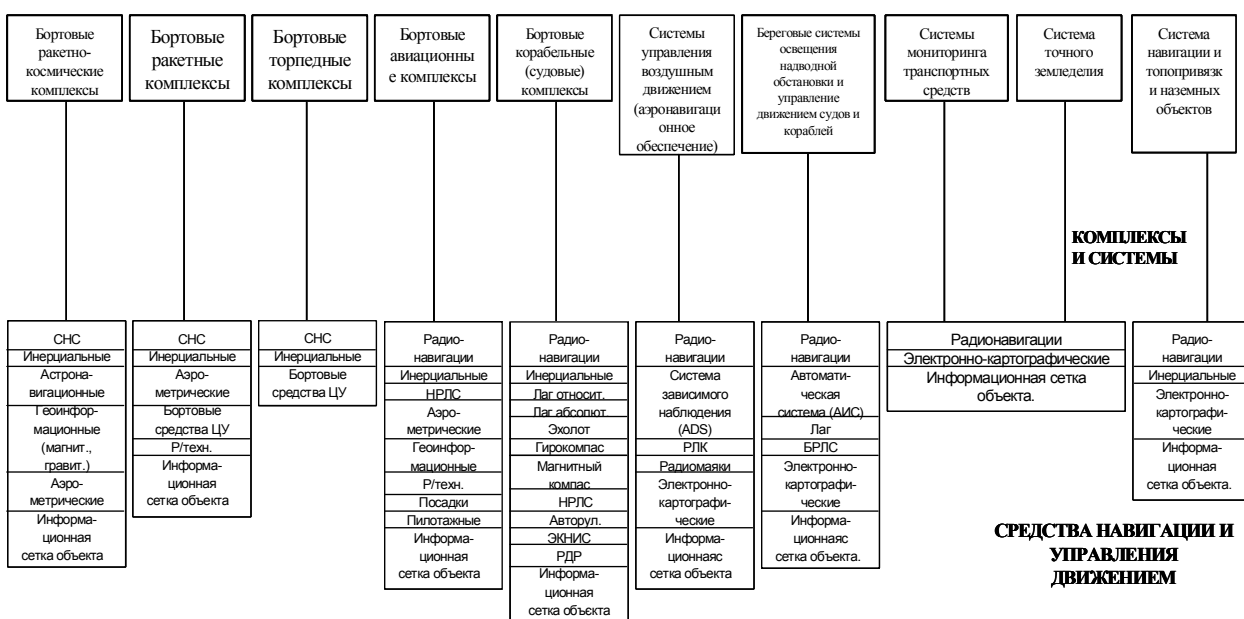 Бортовые
ракетно-
космические
комплексы
Бортовые
ракетные
комплексы
Бортовые
торпедные
комплексы
Бортовые
авиационны
е комплексы
Бортовые
корабельные
(судовые)
комплексы
Системы
управления
воздушным
движением
(аэронавигаци
онное
обеспечение)
Береговые системы
освещения
надводной
обстановки и
управление
движением судов и
кораблей
Системы
мониторинга
транспортных
средств
Система
точного
земледелия
Система
навигации и
топопривязк
и наземных
объектов
КОМПЛЕКСЫ
И СИСТЕМЫ
СНС
Инерциальные
Астрона-
вигационные
Геоинфор-
мационные
(магнит.,
гравит.)
Аэро-
метрические
Информа-
ционная
сетка объекта
СНС
Инерциальные
Аэро-
метрические
Бортовые
средства ЦУ
Р/техн.
Информа-
ционная
сетка объекта
СНС
Инерциальные
Бортовые
средства ЦУ
Радио-
навигации
Инерциальные
НРЛС
Аэро-
метрические
Геоинфор-
мационные
Р/техн.
Посадки
Пилотажные
Информа-
ционная
сетка объекта
Радио-
навигации
Инерциальные
Лаг относит.
Лаг абсолют.
Эхолот
Гирокомпас
Магнитный
компас
НРЛС
Авторул.
ЭКНИС
РДР
Информа-
ционная
сетка объєкта
Радио-
навигации
Система
зависимого
наблюдения
(ADS)
РЛК
Радиомаяки
Электронно-
картографи-
ческие
Информа-
ционнаяс
сетка объекта
Радио-
навигации
Автомати-
ческая
система (АИС)
Лаг
БРЛС
Электронно-
картографи-
ческие
Информа-
ционнаяс
сетка объекта.
Радионавигации
Электронно-картографические
Информационная сетка
объекта.
Радио-
навигации
Инерциальные
Электронно-
картографи-
ческие
Информа-
ционная
сетка объекта.
СРЕДСТВА НАВИГАЦИИ И
УПРАВЛЕНИЯ
ДВИЖЕНИЕМ